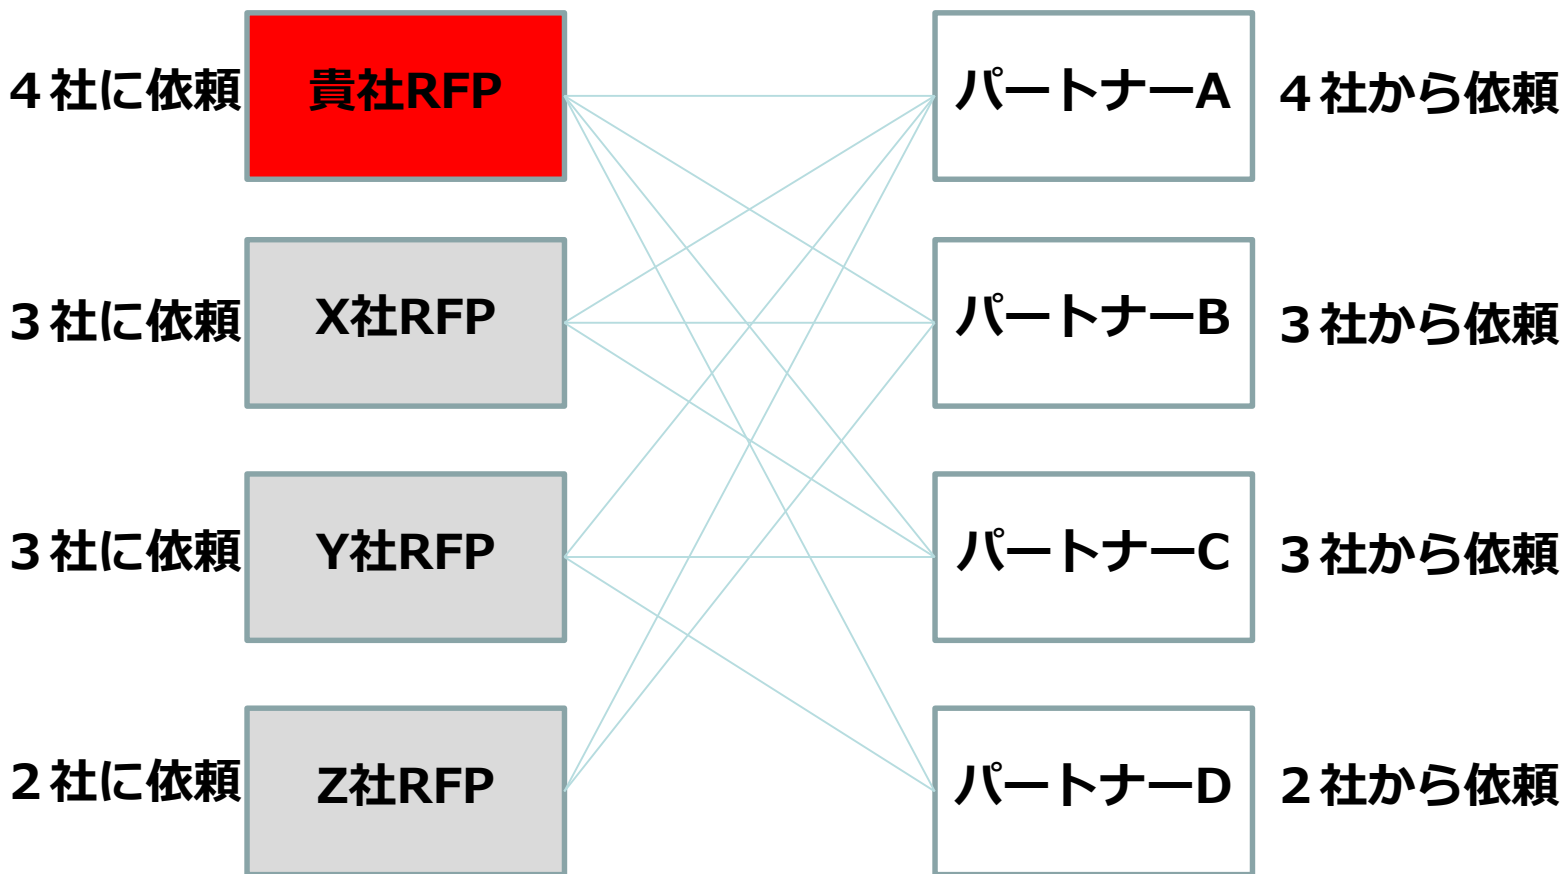 ４社に依頼
貴社RFP
パートナーA
４社から依頼
３社に依頼
X社RFP
パートナーB
３社から依頼
３社に依頼
Y社RFP
パートナーC
３社から依頼
２社に依頼
Z社RFP
パートナーD
２社から依頼